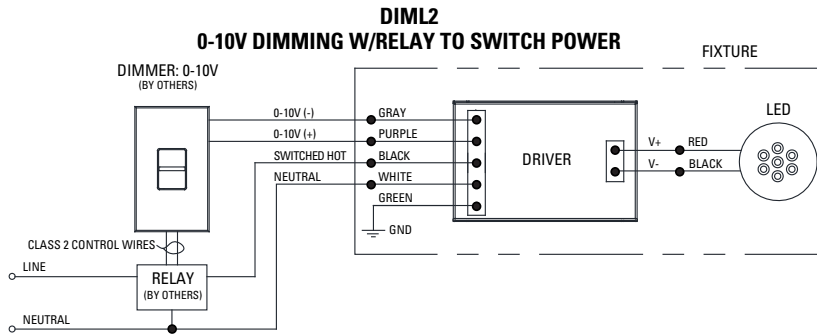 DIML2
0-10V DIMMING W/RELAY TO SWITCH POWER
FIXTURE
DIMMER: 0-10V
(BY OTHERS)
LED
0-10V (-)
GRAY
0-10V (+)
PURPLE
SWITCHED HOT
BLACK
NEUTRAL
WHITE
GREEN
GND
DRIVER
V+
RED
V-
BLACK
CLASS 2 CONTROL WIRES
LINE
RELAY
(BY OTHERS)
NEUTRAL